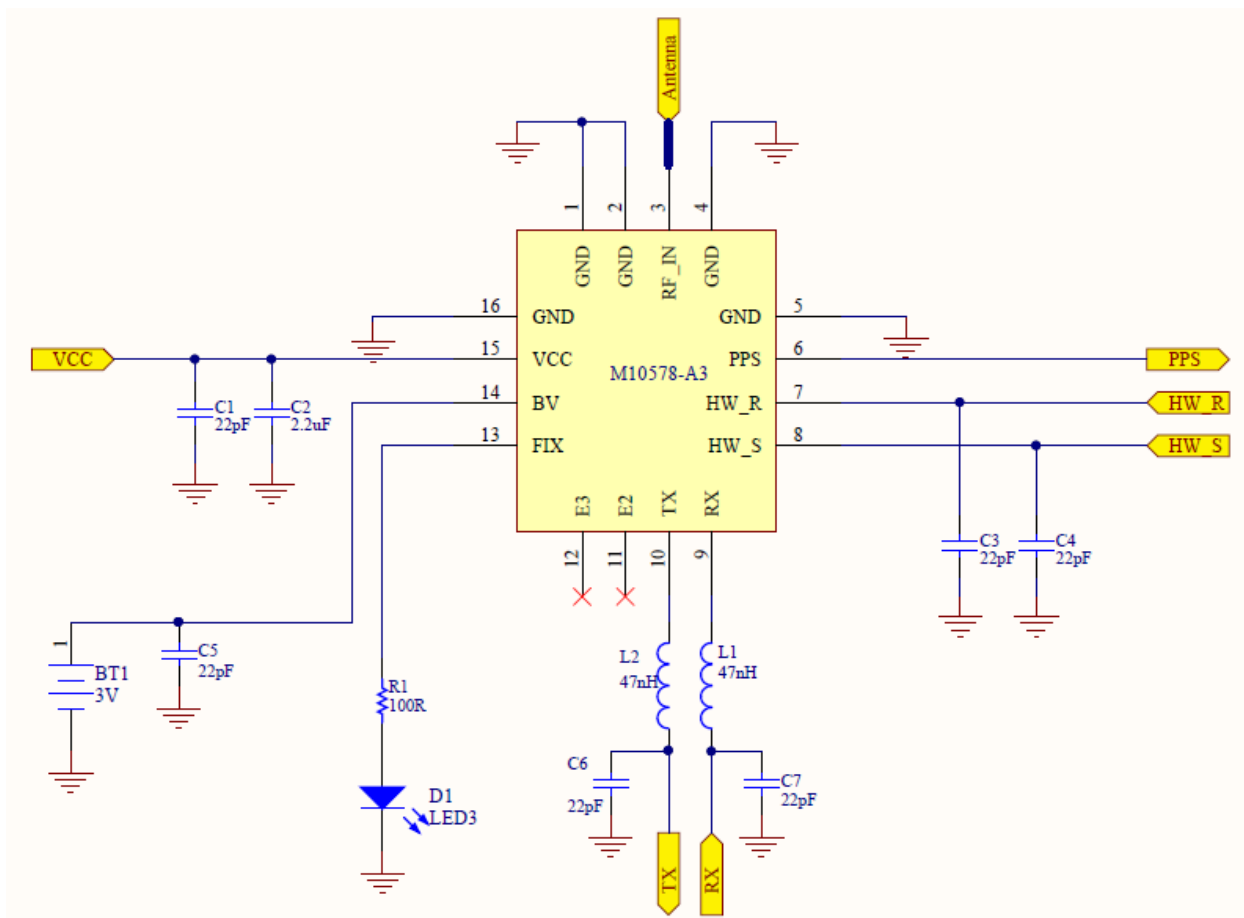 Antenna
1
2
3
4
GND
GND
RF_IN
GND
16
GND
GND
5
VCC
15
VCC
PPS
6
PPS
M10578-A3
C1
22pF
C2
2.2uF
14
BV
HW_R
7
HW_R
13
FIX
HW_S
8
HW_S
E3
E2
TX
RX
12
11
10
9
C3
22pF
C4
22pF
1
BT1
3V
C5
22pF
L2
47nH
L1
47nH
R1
100R
C6
22pF
C7
22pF
D1
LED3
TX
RX